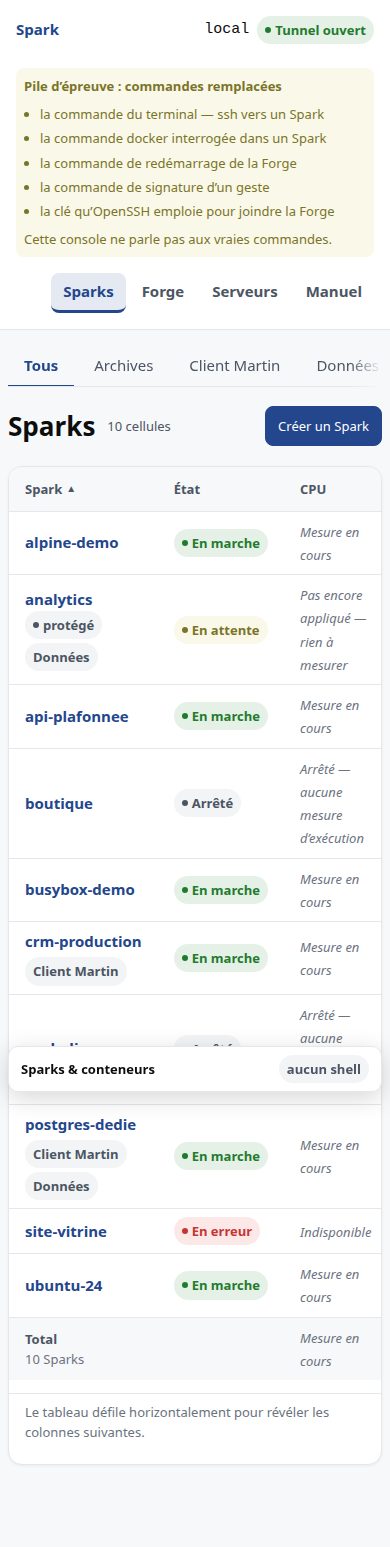 Spark
local
Tunnel ouvert
Pile d'épreuve : commandes remplacées
la commande du terminal — ssh vers un Spark
la commande docker interrogée dans un Spark
la commande de redémarrage de la Forge
la commande de signature d'un geste
la clé qu'OpenSSH emploie pour joindre la Forge
Cette console ne parle pas aux vraies commandes.
Sparks Forge Serveurs Manuel
Tous Archives Client Martin Données
Sparks 10 cellules
Créer un Spark
Spark ▲ État CPU
alpine-demo
En marche
Mesure en
cours
analytics
protégé
Données
En attente
Pas encore
appliqué —
rien à
mesurer
api-plafonnee
En marche
Mesure en
cours
boutique
Arrêté
Arrêté —
aucune
mesure
d'exécution
busybox-demo
En marche
Mesure en
cours
crm-production
Client Martin
En marche
Mesure en
cours
Arrêté —
aucune
Sparks & conteneurs
aucun shell
postgres-dedie
Client Martin
Données
En marche
Mesure en
cours
site-vitrine
En erreur
Indisponible
ubuntu-24
En marche
Mesure en
cours
Total
10 Sparks
Mesure en
cours
Le tableau défile horizontalement pour révéler les
colonnes suivantes.